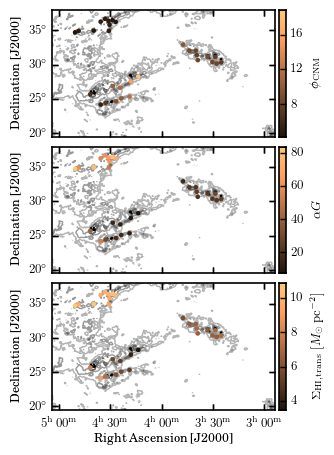 35°
30°
25°
20°
Declination [J2000]
16
12
8
ϕCNM
35°
30°
25°
20°
Declination [J2000]
80
60
40
20
αG
35°
30°
25°
20°
Declination [J2000]
10
8
6
4
ΣHI,trans [M⊙ pc−2]
5h 00m
4h 30m
4h 00m
3h 30m
3h 00m
Right Ascension [J2000]